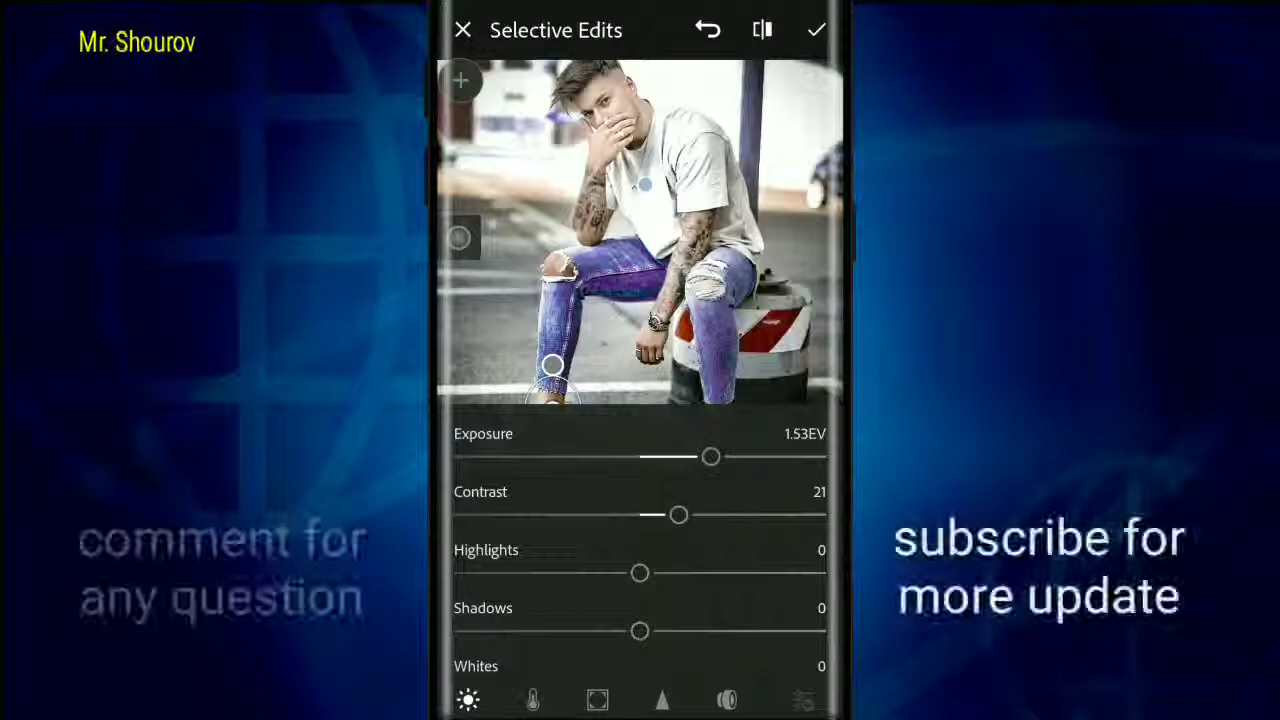 Mr. Shourov
Selective Edits
Exposure 1.53EV
Contrast 21
Highlights 0
Shadows 0
Whites 0
comment for
any question
subscribe for
more update